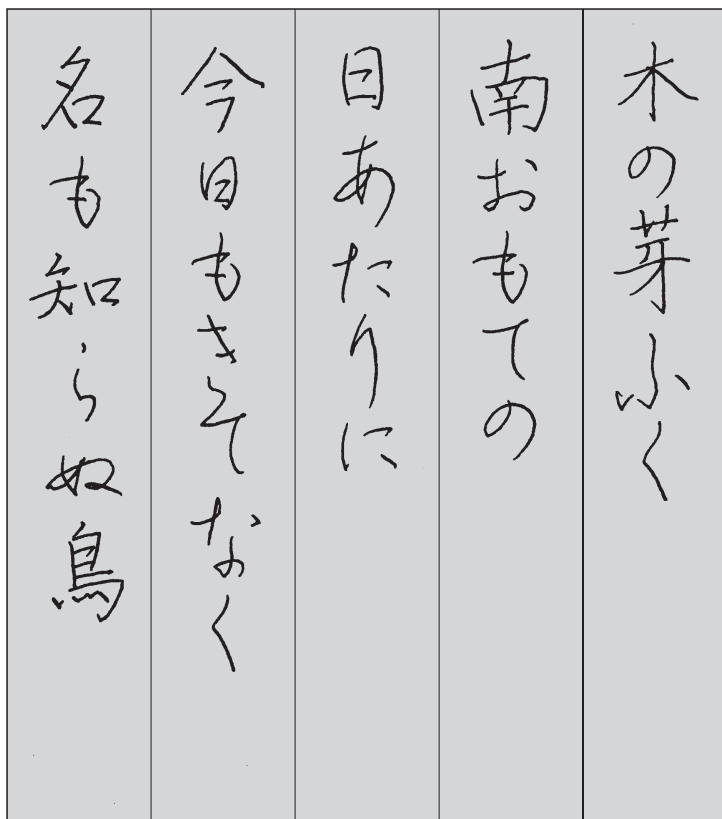 木の芽ふく
南おもての
日あたりに
今日もきてなく
名も知らぬ鳥